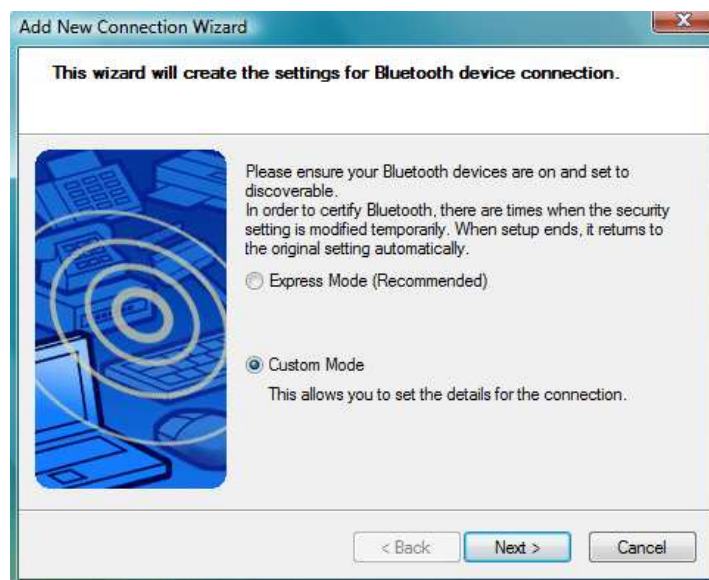 Add New Connection Wizard
This wizard will create the settings for Bluetooth device connection.
Please ensure your Bluetooth devices are on and set to
discoverable.
In order to certify Bluetooth, there are times when the security
setting is modified temporarily. When setup ends, it returns to
the original setting automatically.
Express Mode (Recommended)
Custom Mode
This allows you to set the details for the connection.
< Back Next > Cancel